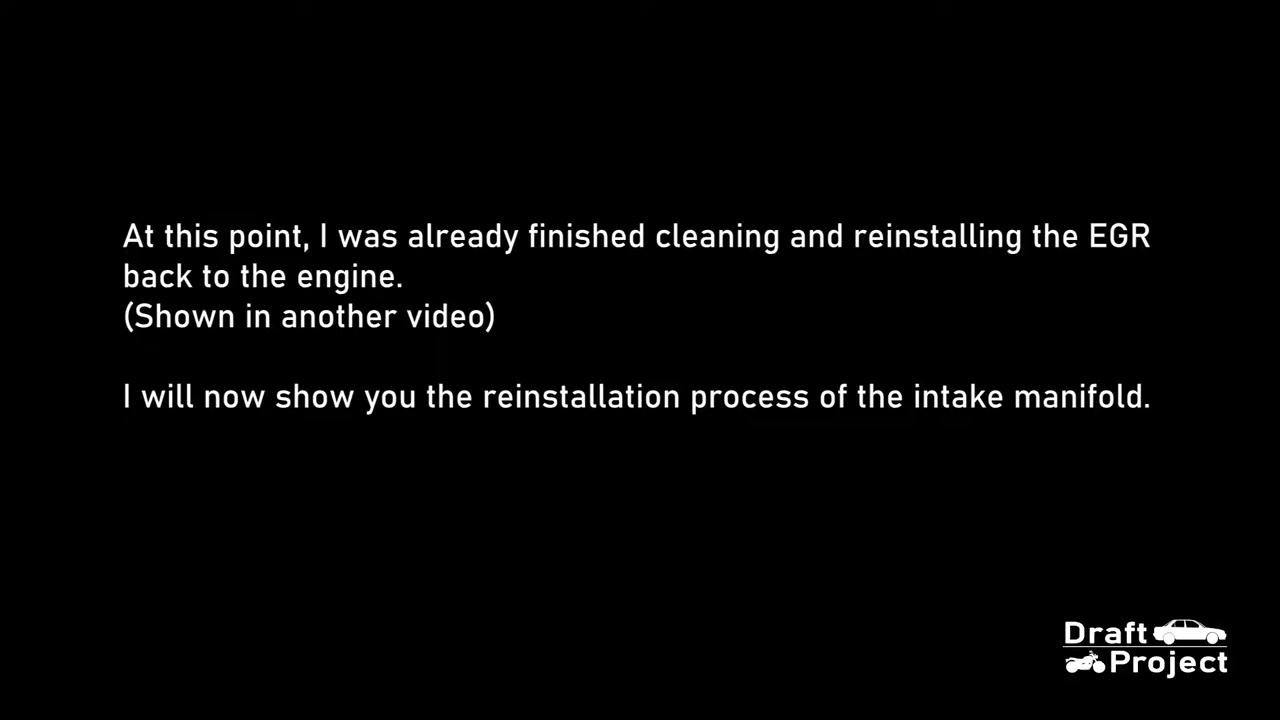 At this point, I was already finished cleaning and reinstalling the EGR
back to the engine.
(Shown in another video)
I will now show you the reinstallation process of the intake manifold.
Draft
Project